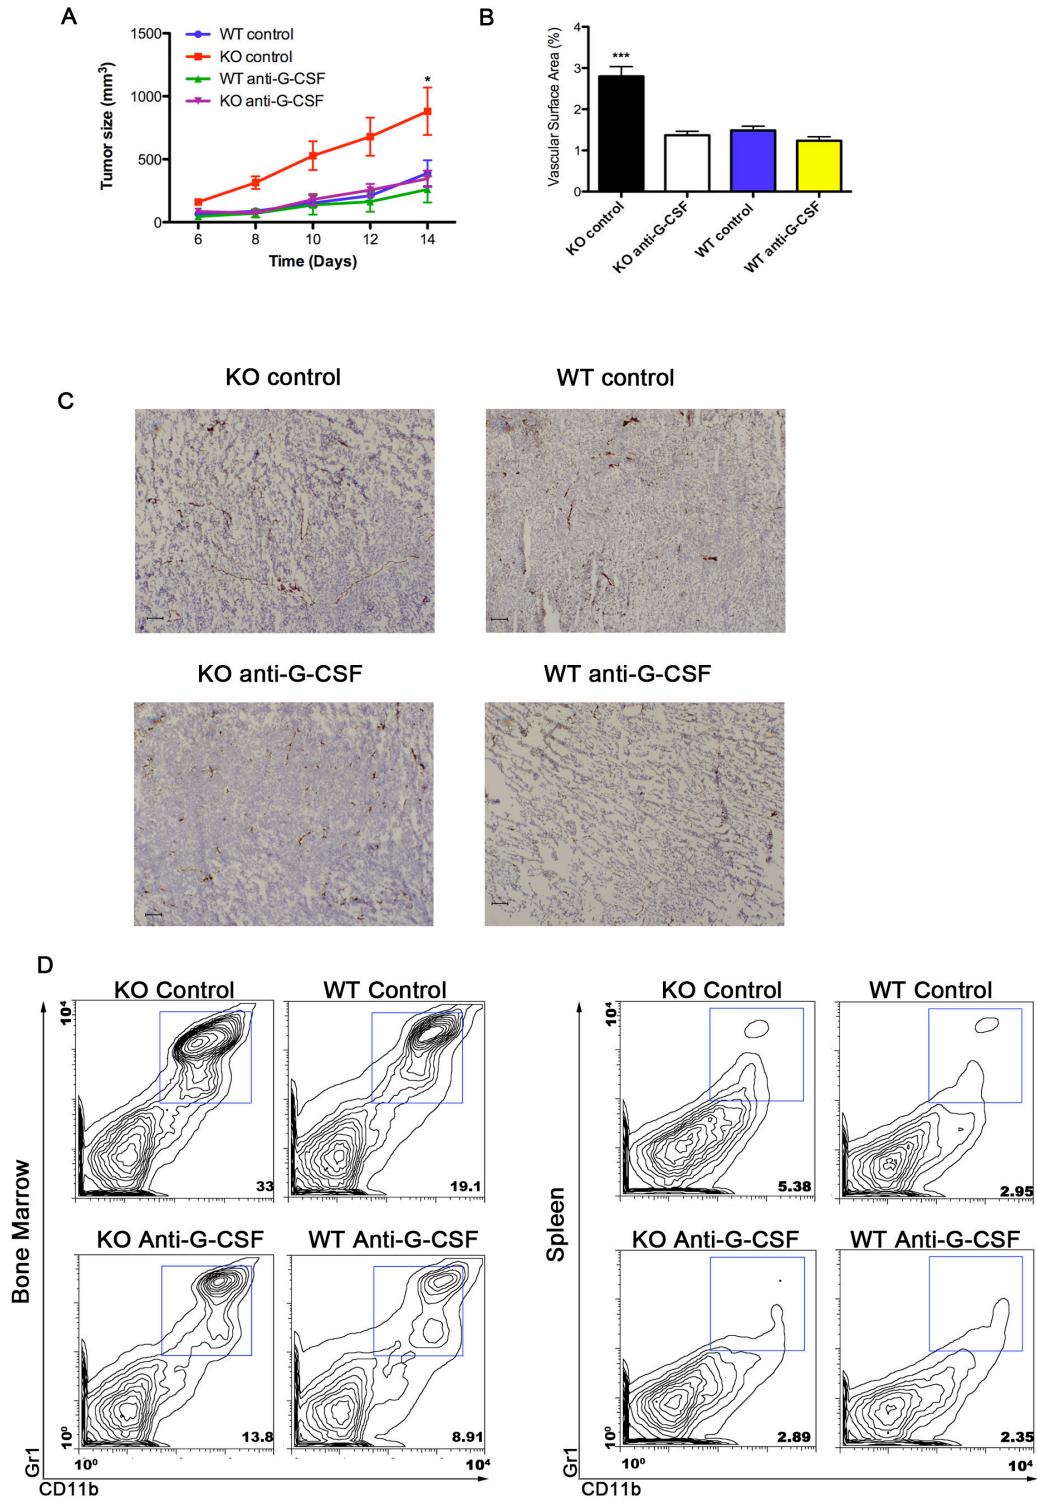 A
1500
1000
500
0
Tumor size (mm³)
WT control
KO control
WT anti-G-CSF
KO anti-G-CSF
*
6 8 10 12 14
Time (Days)
B
4
3
2
1
0
Vascular Surface Area (%)
***
KO control
KO anti-G-CSF
WT control
WT anti-G-CSF
C
KO control WT control
KO anti-G-CSF WT anti-G-CSF
D
KO Control WT Control
10⁴
33 19.1
KO Anti-G-CSF WT Anti-G-CSF
13.8 8.91
10⁰
Bone Marrow
Gr1
CD11b
KO Control WT Control
10⁴
5.38 2.95
KO Anti-G-CSF WT Anti-G-CSF
2.89 2.35
10⁰
Spleen
Gr1
CD11b
10⁰ 10⁴
10⁰ 10⁴